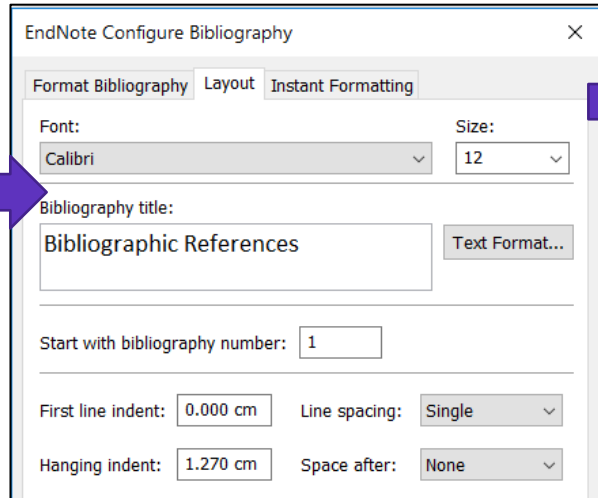 EndNote Configure Bibliography
Format Bibliography Layout Instant Formatting
Font: Size:
Calibri 12
Bibliography title:
Bibliographic References Text Format...
Start with bibliography number: 1
First line indent: 0.000 cm Line spacing: Single
Hanging indent: 1.270 cm Space after: None